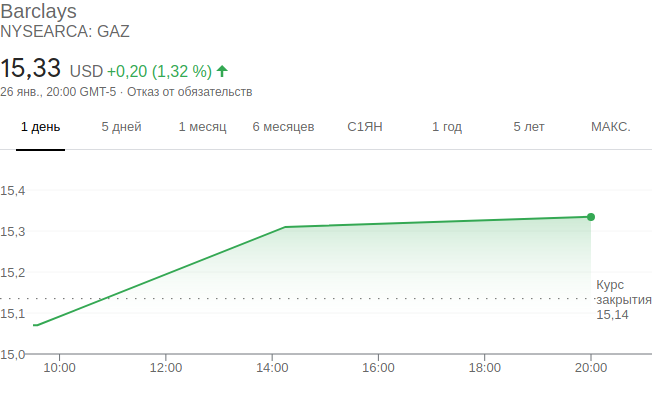 Barclays
NYSEARCA: GAZ
15,33 USD +0,20 (1,32 %)
26 янв., 20:00 GMT-5 · Отказ от обязательств
1 день 5 дней 1 месяц 6 месяцев С1ЯН 1 год 5 лет МАКС.
15,4
15,3
15,2
Курс
закрытия
15,14
15,1
15,0
10:00 12:00 14:00 16:00 18:00 20:00